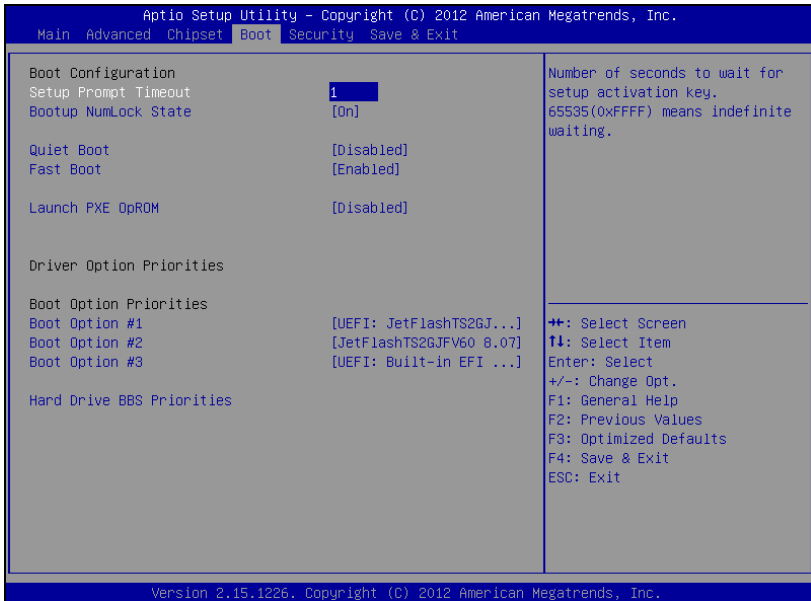 Aptio Setup Utility – Copyright (C) 2012 American Megatrends, Inc.
Main Advanced Chipset Boot Security Save & Exit
Boot Configuration
Setup Prompt Timeout 1
Bootup NumLock State [On]
Quiet Boot [Disabled]
Fast Boot [Enabled]
Launch PXE OpROM [Disabled]
Driver Option Priorities
Boot Option Priorities
Boot Option #1 [UEFI: JetFlashTS2GJ...]
Boot Option #2 [JetFlashTS2GJFV60 8.07]
Boot Option #3 [UEFI: Built-in EFI ...]
Hard Drive BBS Priorities
Number of seconds to wait for
setup activation key.
65535(0xFFFF) means indefinite
waiting.
→←: Select Screen
↑↓: Select Item
Enter: Select
+/-: Change Opt.
F1: General Help
F2: Previous Values
F3: Optimized Defaults
F4: Save & Exit
ESC: Exit
Version 2.15.1226. Copyright (C) 2012 American Megatrends, Inc.